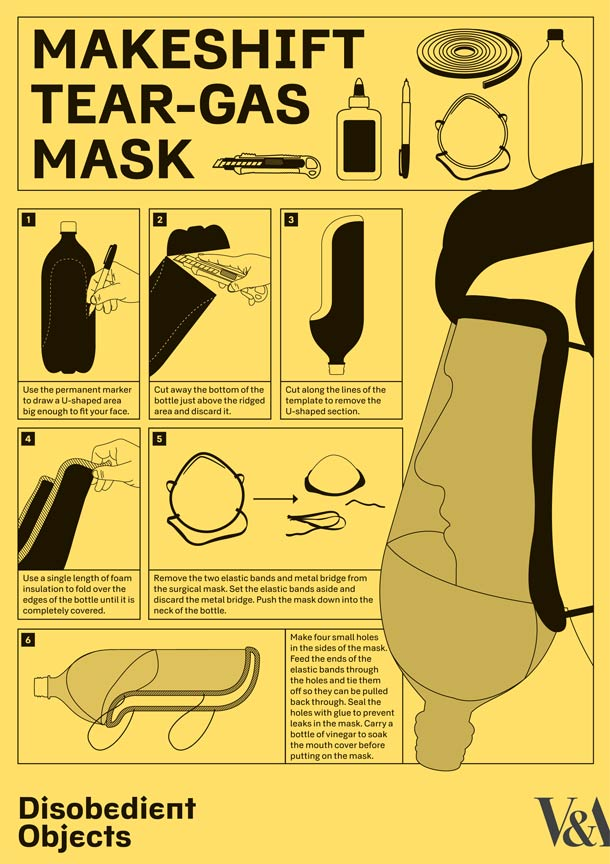 MAKESHIFT
TEAR-GAS
MASK
1
Use the permanent marker
to draw a U-shaped area
big enough to fit your face.
2
Cut away the bottom of the
bottle just above the ridged
area and discard it.
3
Cut along the lines of the
template to remove the
U-shaped section.
4
Use a single length of foam
insulation to fold over the
edges of the bottle until it is
completely covered.
5
Remove the two elastic bands and metal bridge from
the surgical mask. Set the elastic bands aside and
discard the metal bridge. Push the mask down into the
neck of the bottle.
6
Make four small holes
in the sides of the mask.
Feed the ends of the
elastic bands through
the holes and tie them
off so they can be pulled
back through. Seal the
holes with glue to prevent
leaks in the mask. Carry a
bottle of vinegar to soak
the mouth cover before
putting on the mask.
Disobedient
Objects
V&A